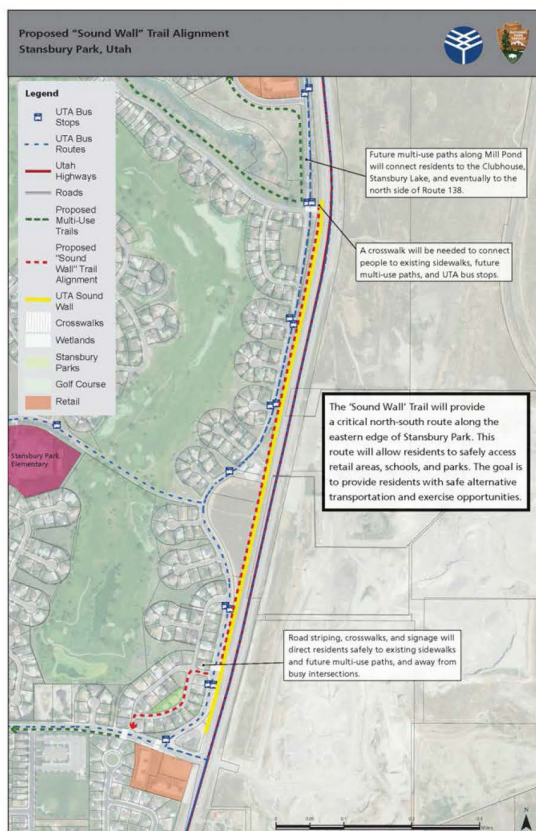 Proposed “Sound Wall” Trail Alignment
Stansbury Park, Utah
Legend
UTA Bus
Stops
UTA Bus
Routes
Utah
Highways
Roads
Proposed
Multi-Use
Trails
Proposed
"Sound
Wall" Trail
Alignment
UTA Sound
Wall
Crosswalks
Wetlands
Stansbury
Parks
Golf Course
Retail
Future multi-use paths along Mill Pond
will connect residents to the Clubhouse,
Stansbury Lake, and eventually to the
north side of Route 138.
A crosswalk will be needed to connect
people to existing sidewalks, future
multi-use paths, and UTA bus stops.
The 'Sound Wall' Trail will provide
a critical north-south route along the
eastern edge of Stansbury Park. This
route will allow residents to safely access
retail areas, schools, and parks. The goal is
to provide residents with safe alternative
transportation and exercise opportunities.
Stansbury Park
Elementary
Road striping, crosswalks, and signage will
direct residents safely to existing sidewalks
and future multi-use paths, and away from
busy intersections.
N